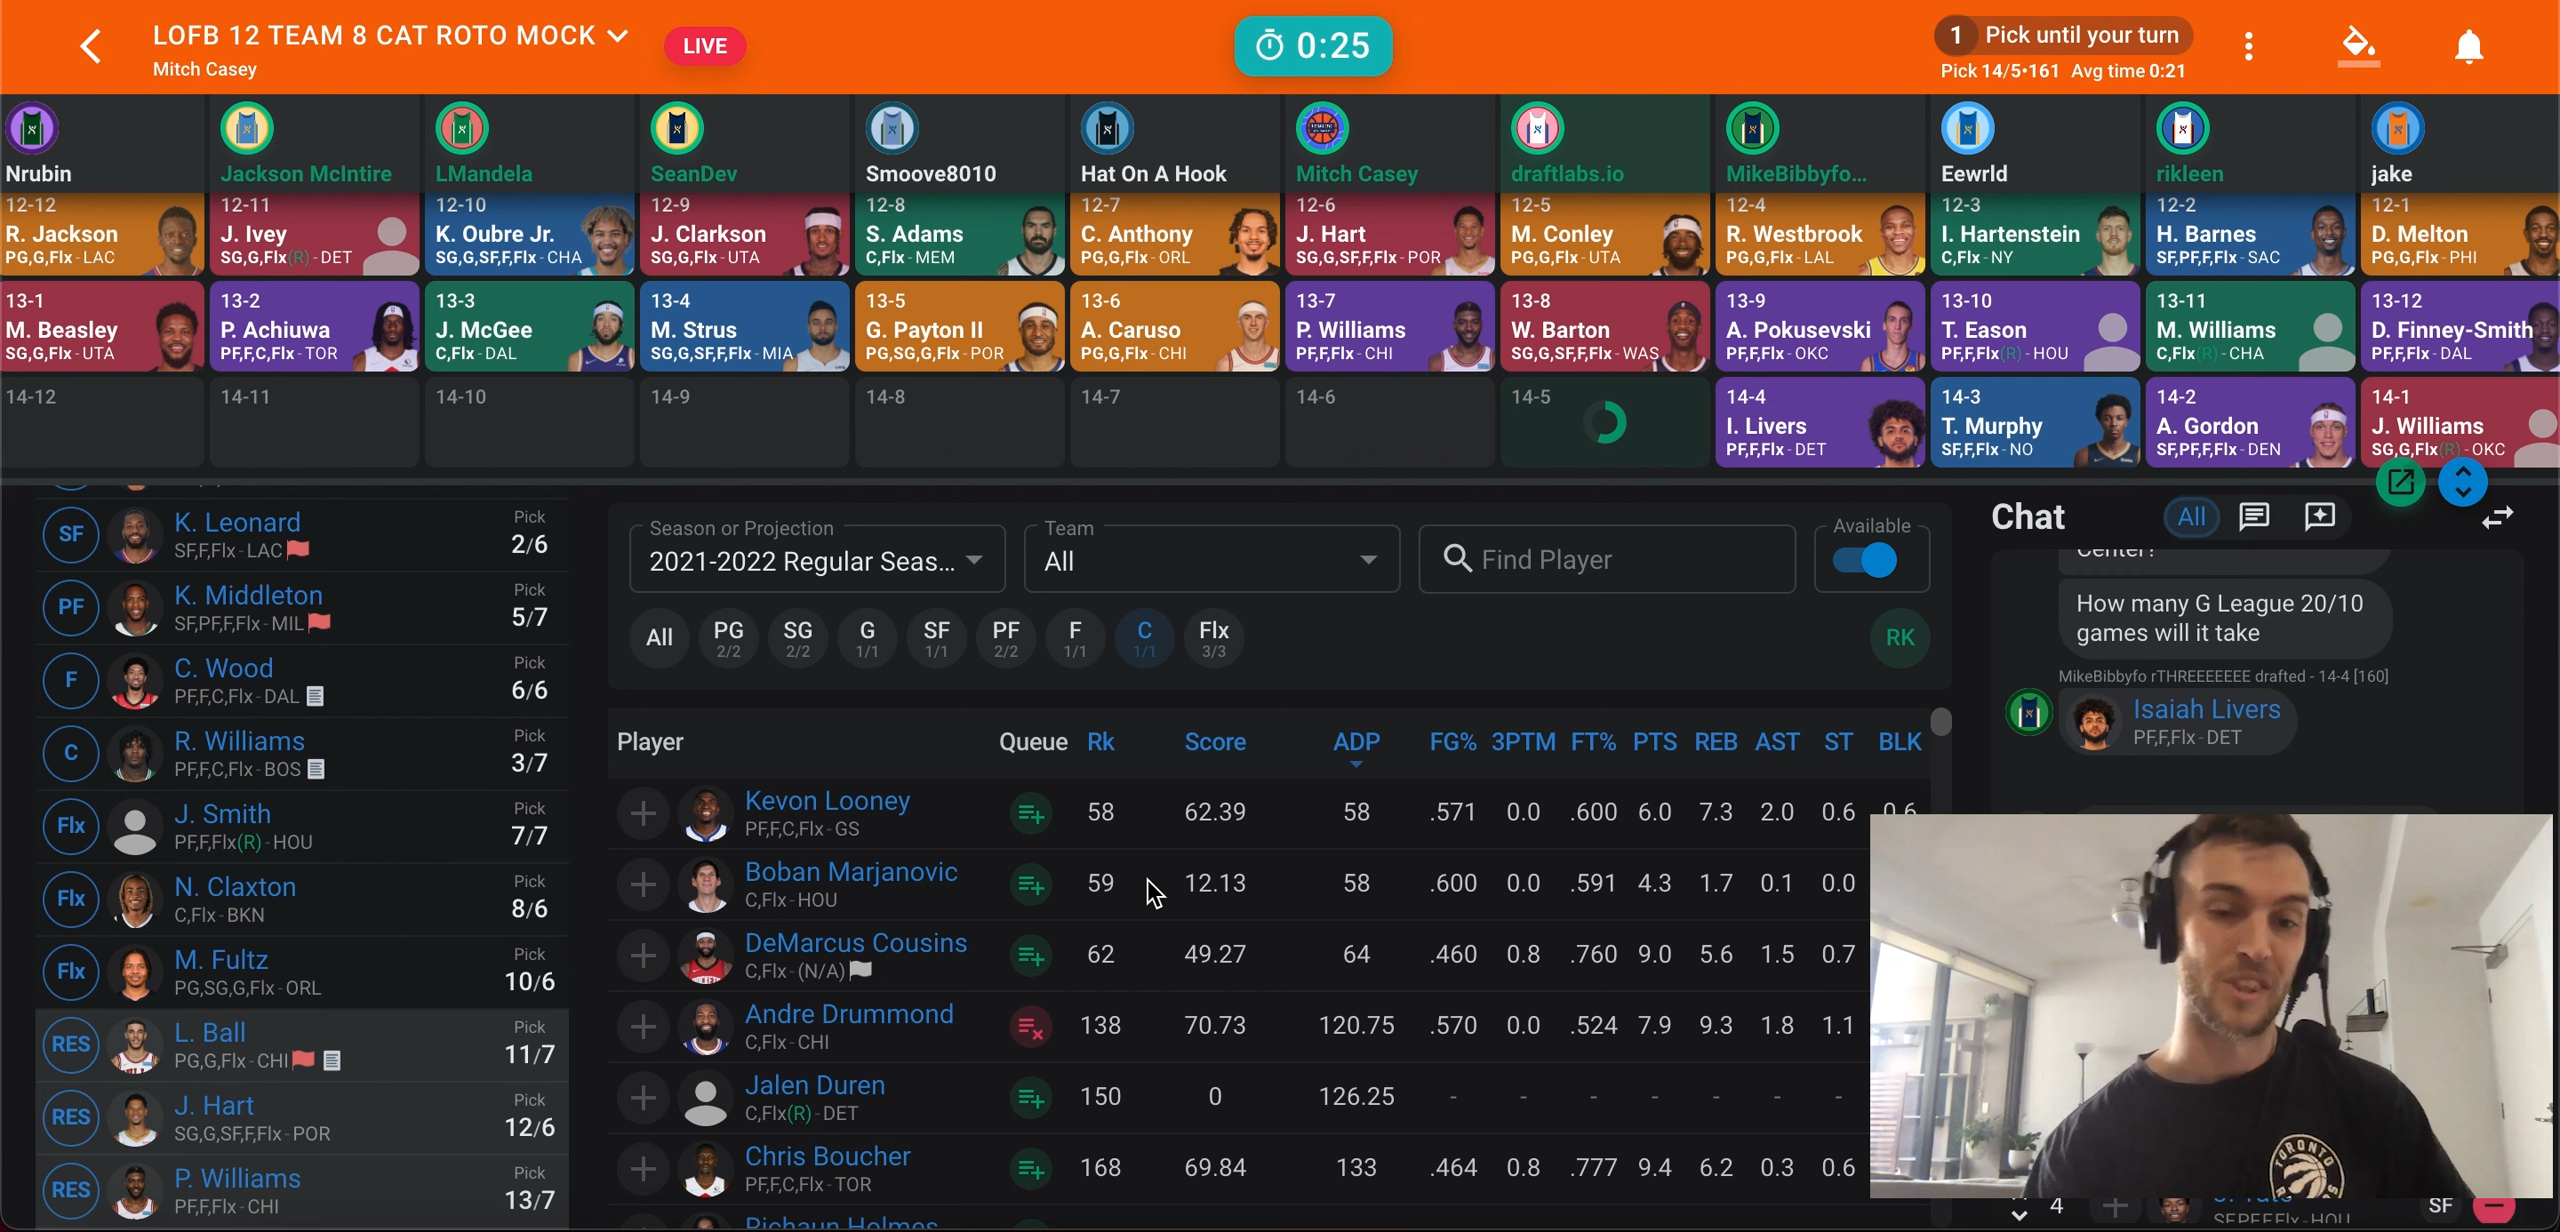 LOFB 12 TEAM 8 CAT ROTO MOCK
Mitch Casey
LIVE
0:25
1 Pick until your turn
Pick 14/5•161 Avg time 0:21
Nrubin
Jackson McIntire
LMandela
SeanDev
Smoove8010
Hat On A Hook
Mitch Casey
draftlabs.io
MikeBibbyfo...
Eewrld
rikleen
jake
12-12
R. Jackson
PG,G,Flx - LAC
12-11
J. Ivey
SG,G,Flx(R) - DET
12-10
K. Oubre Jr.
SG,G,SF,F,Flx - CHA
12-9
J. Clarkson
SG,G,Flx - UTA
12-8
S. Adams
C,Flx - MEM
12-7
C. Anthony
PG,G,Flx - ORL
12-6
J. Hart
SG,G,SF,F,Flx - POR
12-5
M. Conley
PG,G,Flx - UTA
12-4
R. Westbrook
PG,G,Flx - LAL
12-3
I. Hartenstein
C,Flx - NY
12-2
H. Barnes
SF,PF,F,Flx - SAC
12-1
D. Melton
PG,G,Flx - PHI
13-1
M. Beasley
SG,G,Flx - UTA
13-2
P. Achiuwa
PF,F,C,Flx - TOR
13-3
J. McGee
C,Flx - DAL
13-4
M. Strus
SG,G,SF,F,Flx - MIA
13-5
G. Payton II
PG,SG,G,Flx - POR
13-6
A. Caruso
PG,G,Flx - CHI
13-7
P. Williams
PF,F,Flx - CHI
13-8
W. Barton
SG,G,SF,F,Flx - WAS
13-9
A. Pokusevski
PF,F,Flx - OKC
13-10
T. Eason
PF,F,Flx(R) - HOU
13-11
M. Williams
C,Flx(R) - CHA
13-12
D. Finney-Smith
PF,F,Flx - DAL
14-12
14-11
14-10
14-9
14-8
14-7
14-6
14-5
14-4
I. Livers
PF,F,Flx - DET
14-3
T. Murphy
SF,F,Flx - NO
14-2
A. Gordon
SF,PF,F,Flx - DEN
14-1
J. Williams
SG,G,Flx(R) - OKC
SF K. Leonard Pick
SF,F,Flx - LAC 2/6
PF K. Middleton Pick
SF,PF,F,Flx - MIL 5/7
F C. Wood Pick
PF,F,C,Flx - DAL 6/6
C R. Williams Pick
PF,F,C,Flx - BOS 3/7
Flx J. Smith Pick
PF,F,Flx(R) - HOU 7/7
Flx N. Claxton Pick
C,Flx - BKN 8/6
Flx M. Fultz Pick
PG,SG,G,Flx - ORL 10/6
RES L. Ball Pick
PG,G,Flx - CHI 11/7
RES J. Hart Pick
SG,G,SF,F,Flx - POR 12/6
RES P. Williams Pick
PF,F,Flx - CHI 13/7
Season or Projection
2021-2022 Regular Seas...
Team
All
Find Player
Available
All
PG 2/2
SG 2/2
G 1/1
SF 1/1
PF 2/2
F 1/1
C 1/1
Flx 3/3
RK
Player Queue Rk Score ADP FG% 3PTM FT% PTS REB AST ST BLK
Kevon Looney 58 62.39 58 .571 0.0 .600 6.0 7.3 2.0 0.6 0.6
PF,F,C,Flx - GS
Boban Marjanovic 59 12.13 58 .600 0.0 .591 4.3 1.7 0.1 0.0
C,Flx - HOU
DeMarcus Cousins 62 49.27 64 .460 0.8 .760 9.0 5.6 1.5 0.7
C,Flx - (N/A)
Andre Drummond 138 70.73 120.75 .570 0.0 .524 7.9 9.3 1.8 1.1
C,Flx - CHI
Jalen Duren 150 0 126.25 - - - - - - -
C,Flx(R) - DET
Chris Boucher 168 69.84 133 .464 0.8 .777 9.4 6.2 0.3 0.6
PF,F,C,Flx - TOR
Richaun Holmes
Chat
All
Center?
How many G League 20/10
games will it take
MikeBibbyfo rTHREEEEEEE drafted - 14-4 [160]
Isaiah Livers
PF,F,Flx - DET
TORONTO
4
SF